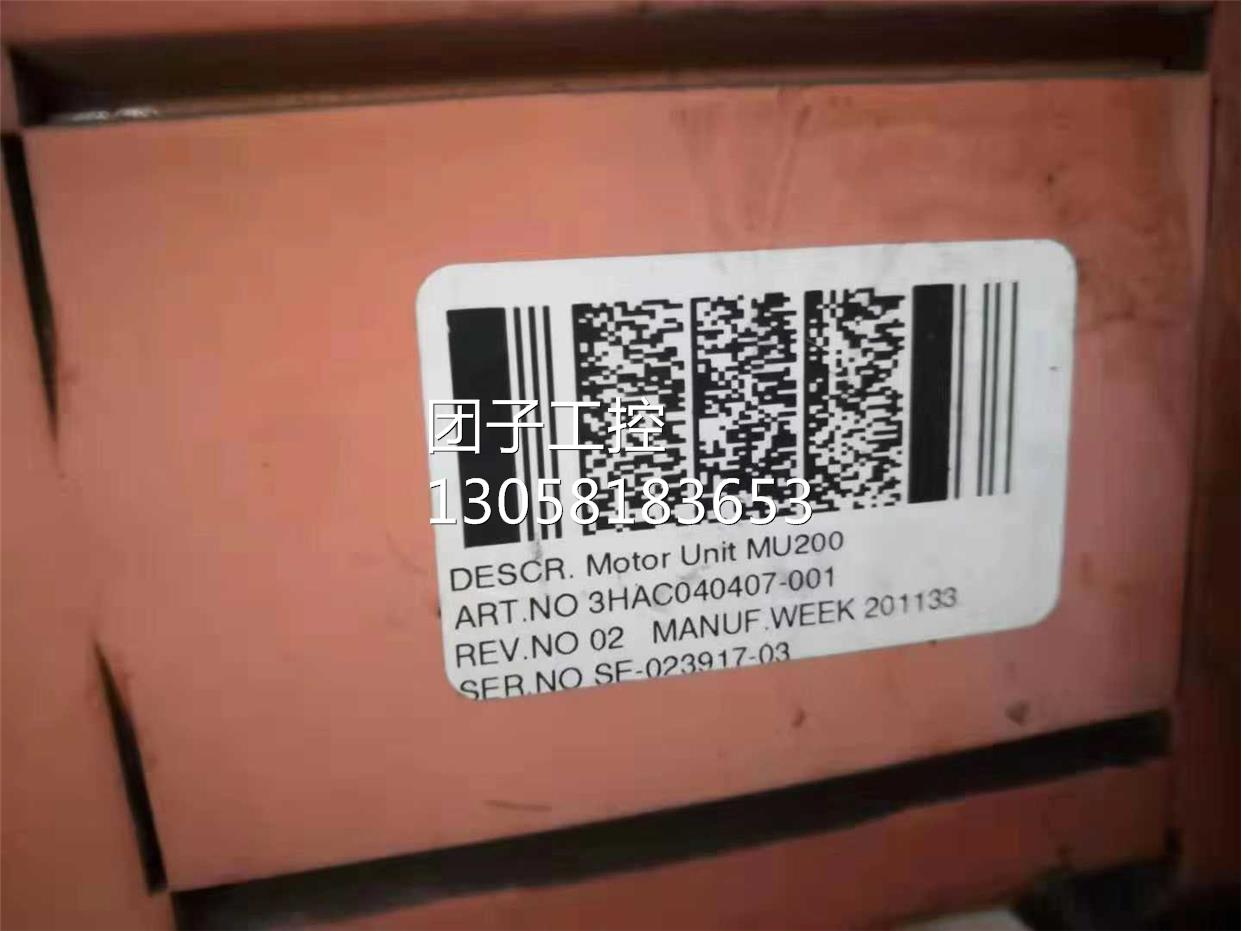 团子工控
13058183653
DESCR. Motor Unit MU200
ART.NO 3HAC040407-001
REV.NO 02 MANUF.WEEK 201133
SER.NO SE-023917-03